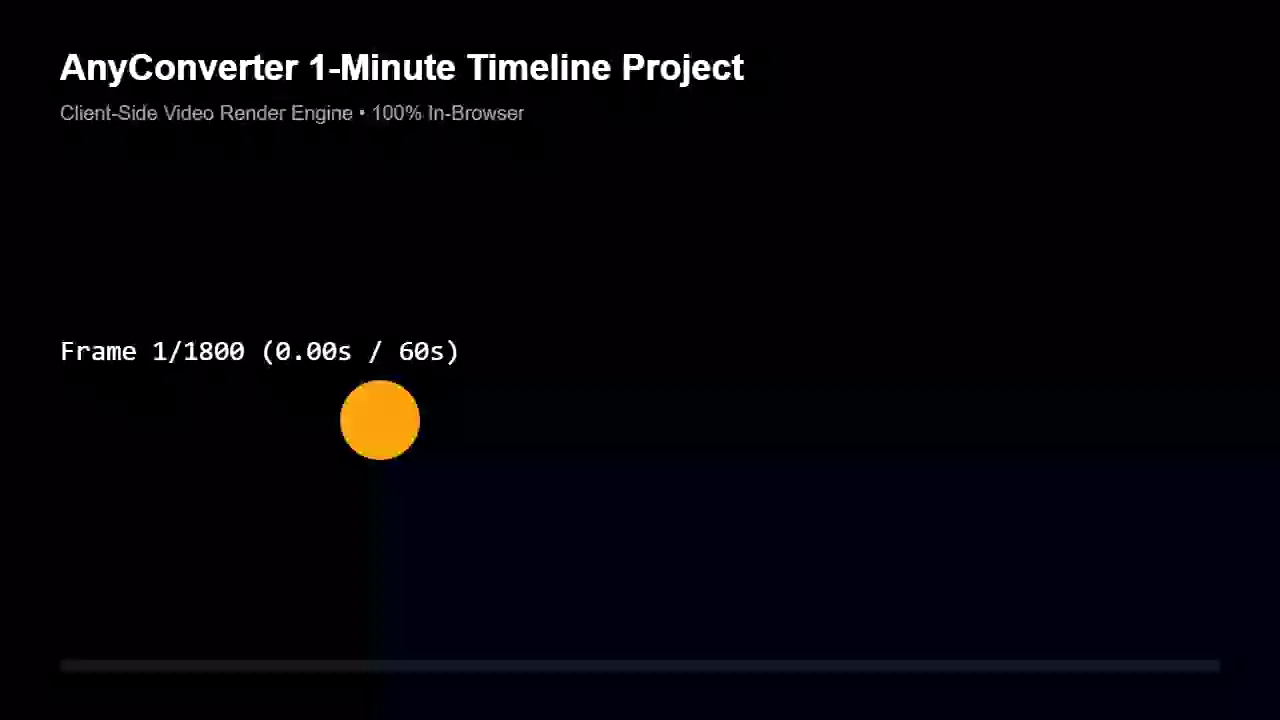 AnyConverter 1-Minute Timeline Project
Client-Side Video Render Engine • 100% In-Browser
Frame 1/1800 (0.00s / 60s)